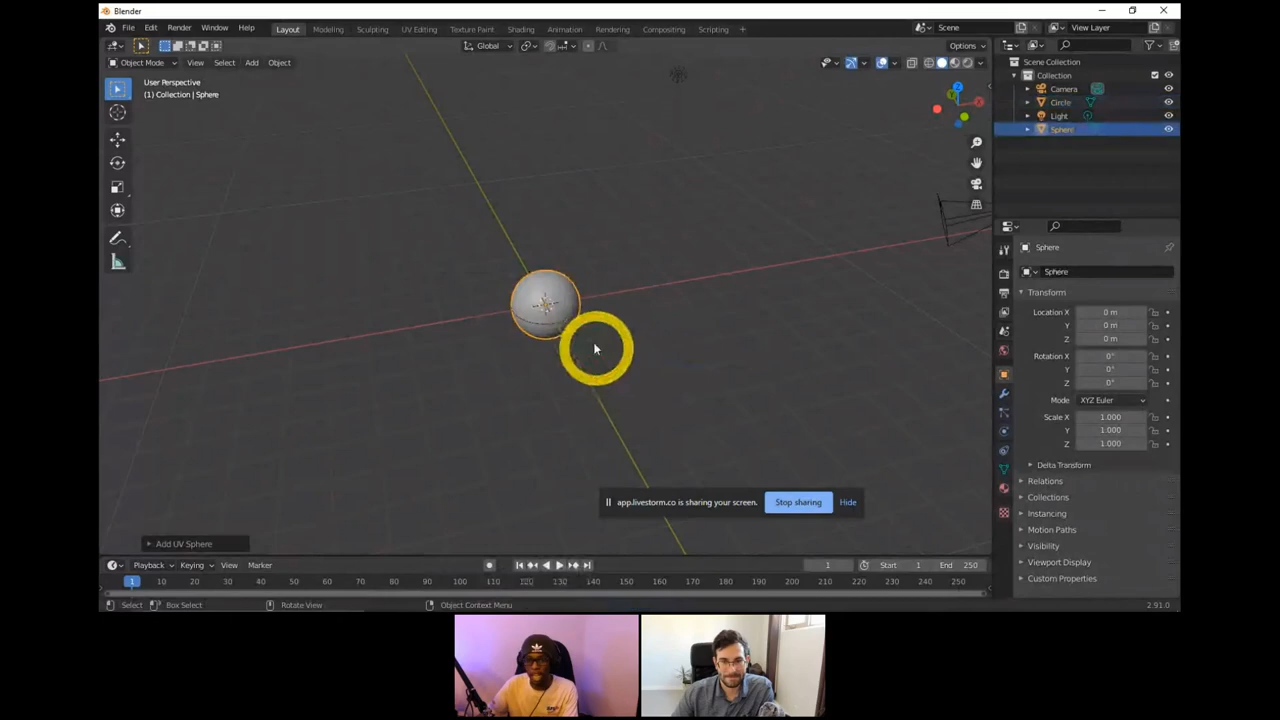 Blender
File Edit Render Window Help Layout Modeling Sculpting UV Editing Texture Paint Shading Animation Rendering Compositing Scripting + Scene View Layer
Global Options
Object Mode View Select Add Object
User Perspective
(1) Collection | Sphere
Scene Collection
Collection
Camera
Circle
Light
Sphere
Sphere
Sphere
Transform
Location X 0 m
Y 0 m
Z 0 m
Rotation X 0°
Y 0°
Z 0°
Mode XYZ Euler
Scale X 1.000
Y 1.000
Z 1.000
Delta Transform
Relations
Collections
Instancing
Motion Paths
Visibility
Viewport Display
Custom Properties
app.livestorm.co is sharing your screen. Stop sharing Hide
Add UV Sphere
Playback Keying View Marker 1 Start 1 End 250
1 10 20 30 40 50 60 70 80 90 100 110 120 130 140 150 160 170 180 190 200 210 220 230 240 250
Select Box Select Rotate View Object Context Menu 2.91.0